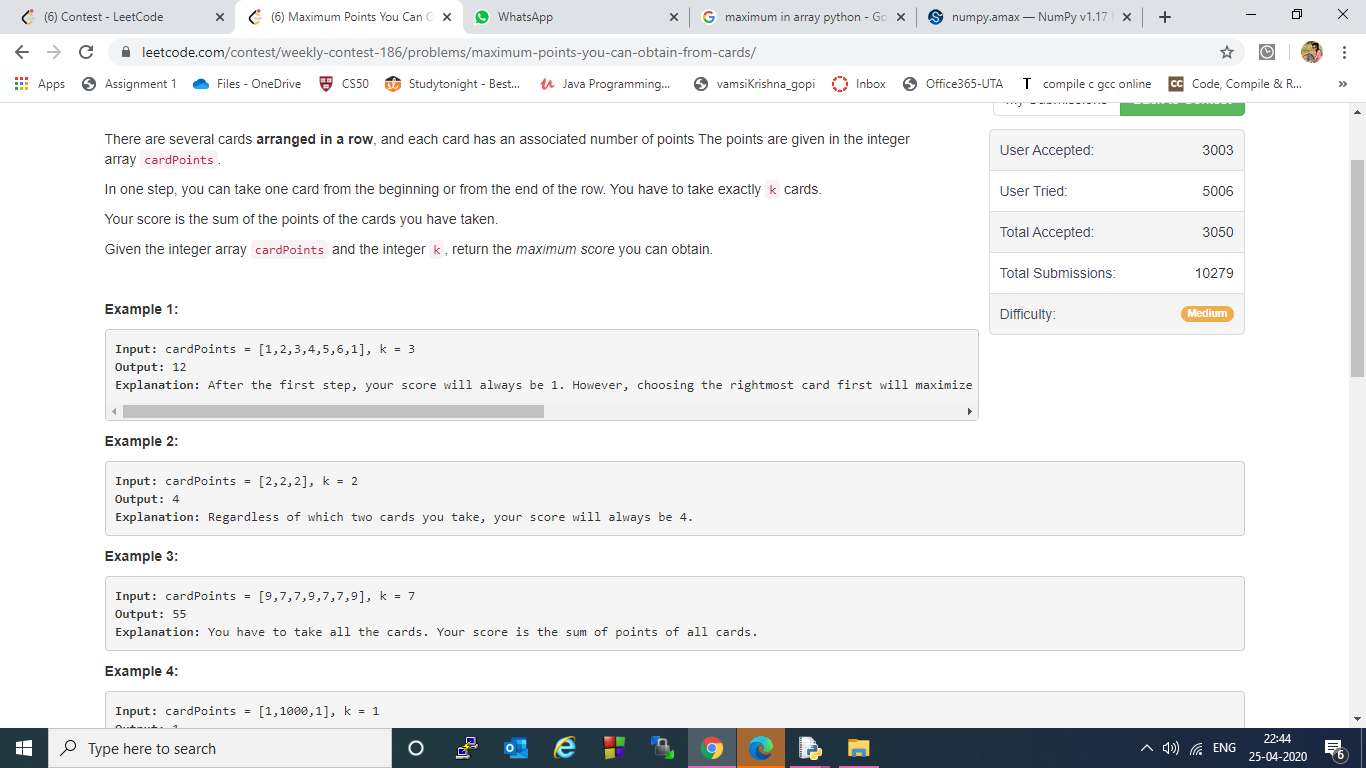 (6) Contest - LeetCode
(6) Maximum Points You Can C
WhatsApp
maximum in array python - Go
numpy.amax — NumPy v1.17
leetcode.com/contest/weekly-contest-186/problems/maximum-points-you-can-obtain-from-cards/
Apps Assignment 1 Files - OneDrive CS50 Studytonight - Best... Java Programming... vamsiKrishna_gopi Inbox Office365-UTA compile c gcc online Code, Compile & R... »
There are several cards arranged in a row, and each card has an associated number of points The points are given in the integer
array cardPoints.
In one step, you can take one card from the beginning or from the end of the row. You have to take exactly k cards.
Your score is the sum of the points of the cards you have taken.
Given the integer array cardPoints and the integer k, return the maximum score you can obtain.
Example 1:
Input: cardPoints = [1,2,3,4,5,6,1], k = 3
Output: 12
Explanation: After the first step, your score will always be 1. However, choosing the rightmost card first will maximize
Example 2:
Input: cardPoints = [2,2,2], k = 2
Output: 4
Explanation: Regardless of which two cards you take, your score will always be 4.
Example 3:
Input: cardPoints = [9,7,7,9,7,7,9], k = 7
Output: 55
Explanation: You have to take all the cards. Your score is the sum of points of all cards.
Example 4:
Input: cardPoints = [1,1000,1], k = 1
User Accepted: 3003
User Tried: 5006
Total Accepted: 3050
Total Submissions: 10279
Difficulty: Medium
Type here to search
ENG
22:44
25-04-2020
6